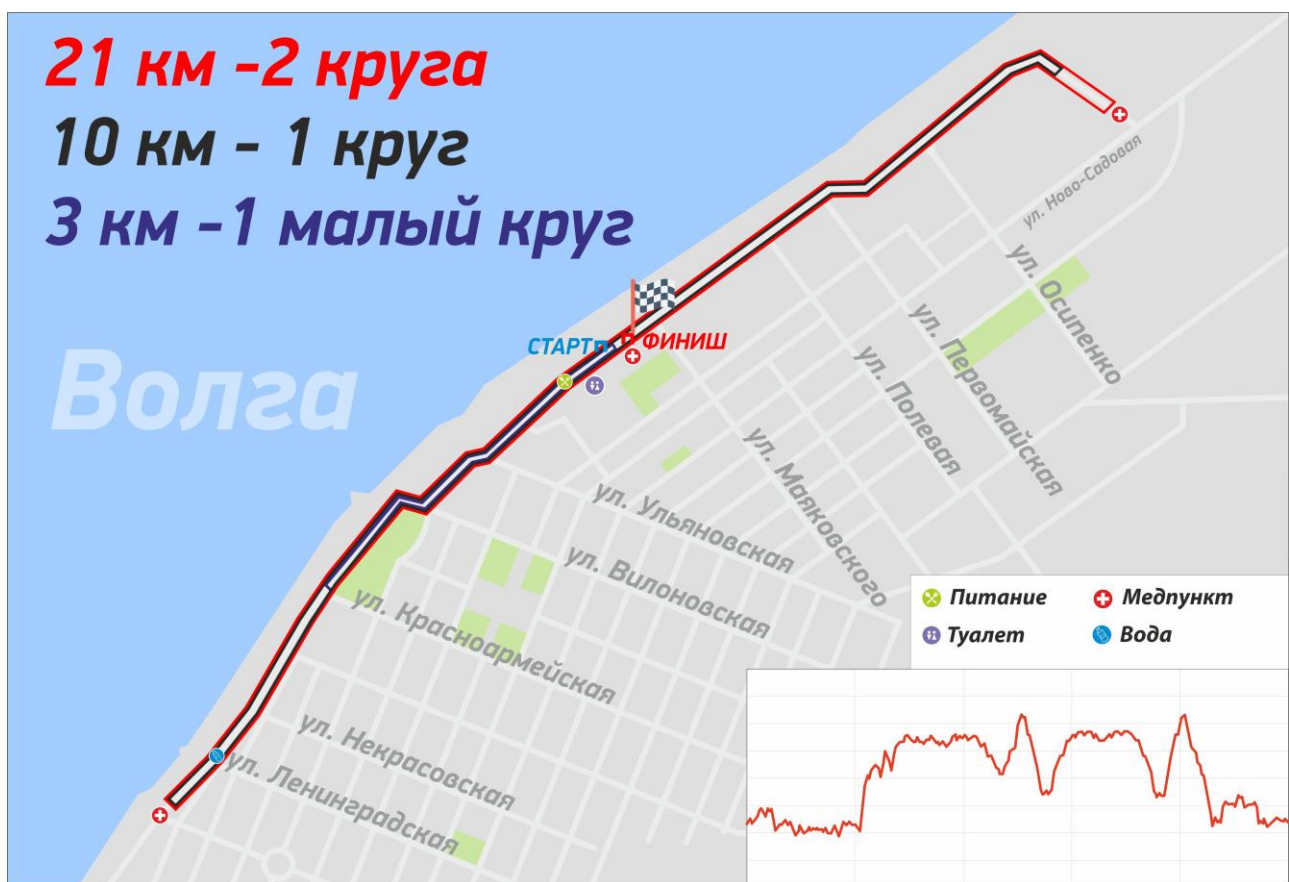 21 км -2 круга
10 км - 1 круг
3 км -1 малый круг
Волга
СТАРТ
ФИНИШ
ул. Ново-Садовая
ул. Осипенко
ул. Первомайская
ул. Полевая
ул. Маяковского
ул. Ульяновская
ул. Вилоновская
ул. Красноармейская
ул. Некрасовская
ул. Ленинградская
Питание
Медпункт
Туалет
Вода